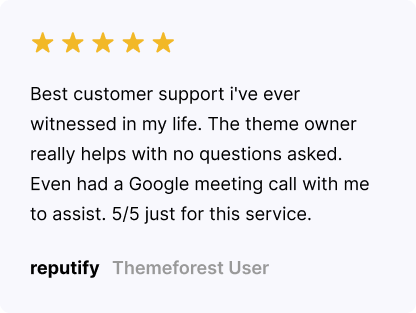 Best customer support i've ever
witnessed in my life. The theme owner
really helps with no questions asked.
Even had a Google meeting call with me
to assist. 5/5 just for this service.
reputify Themeforest User